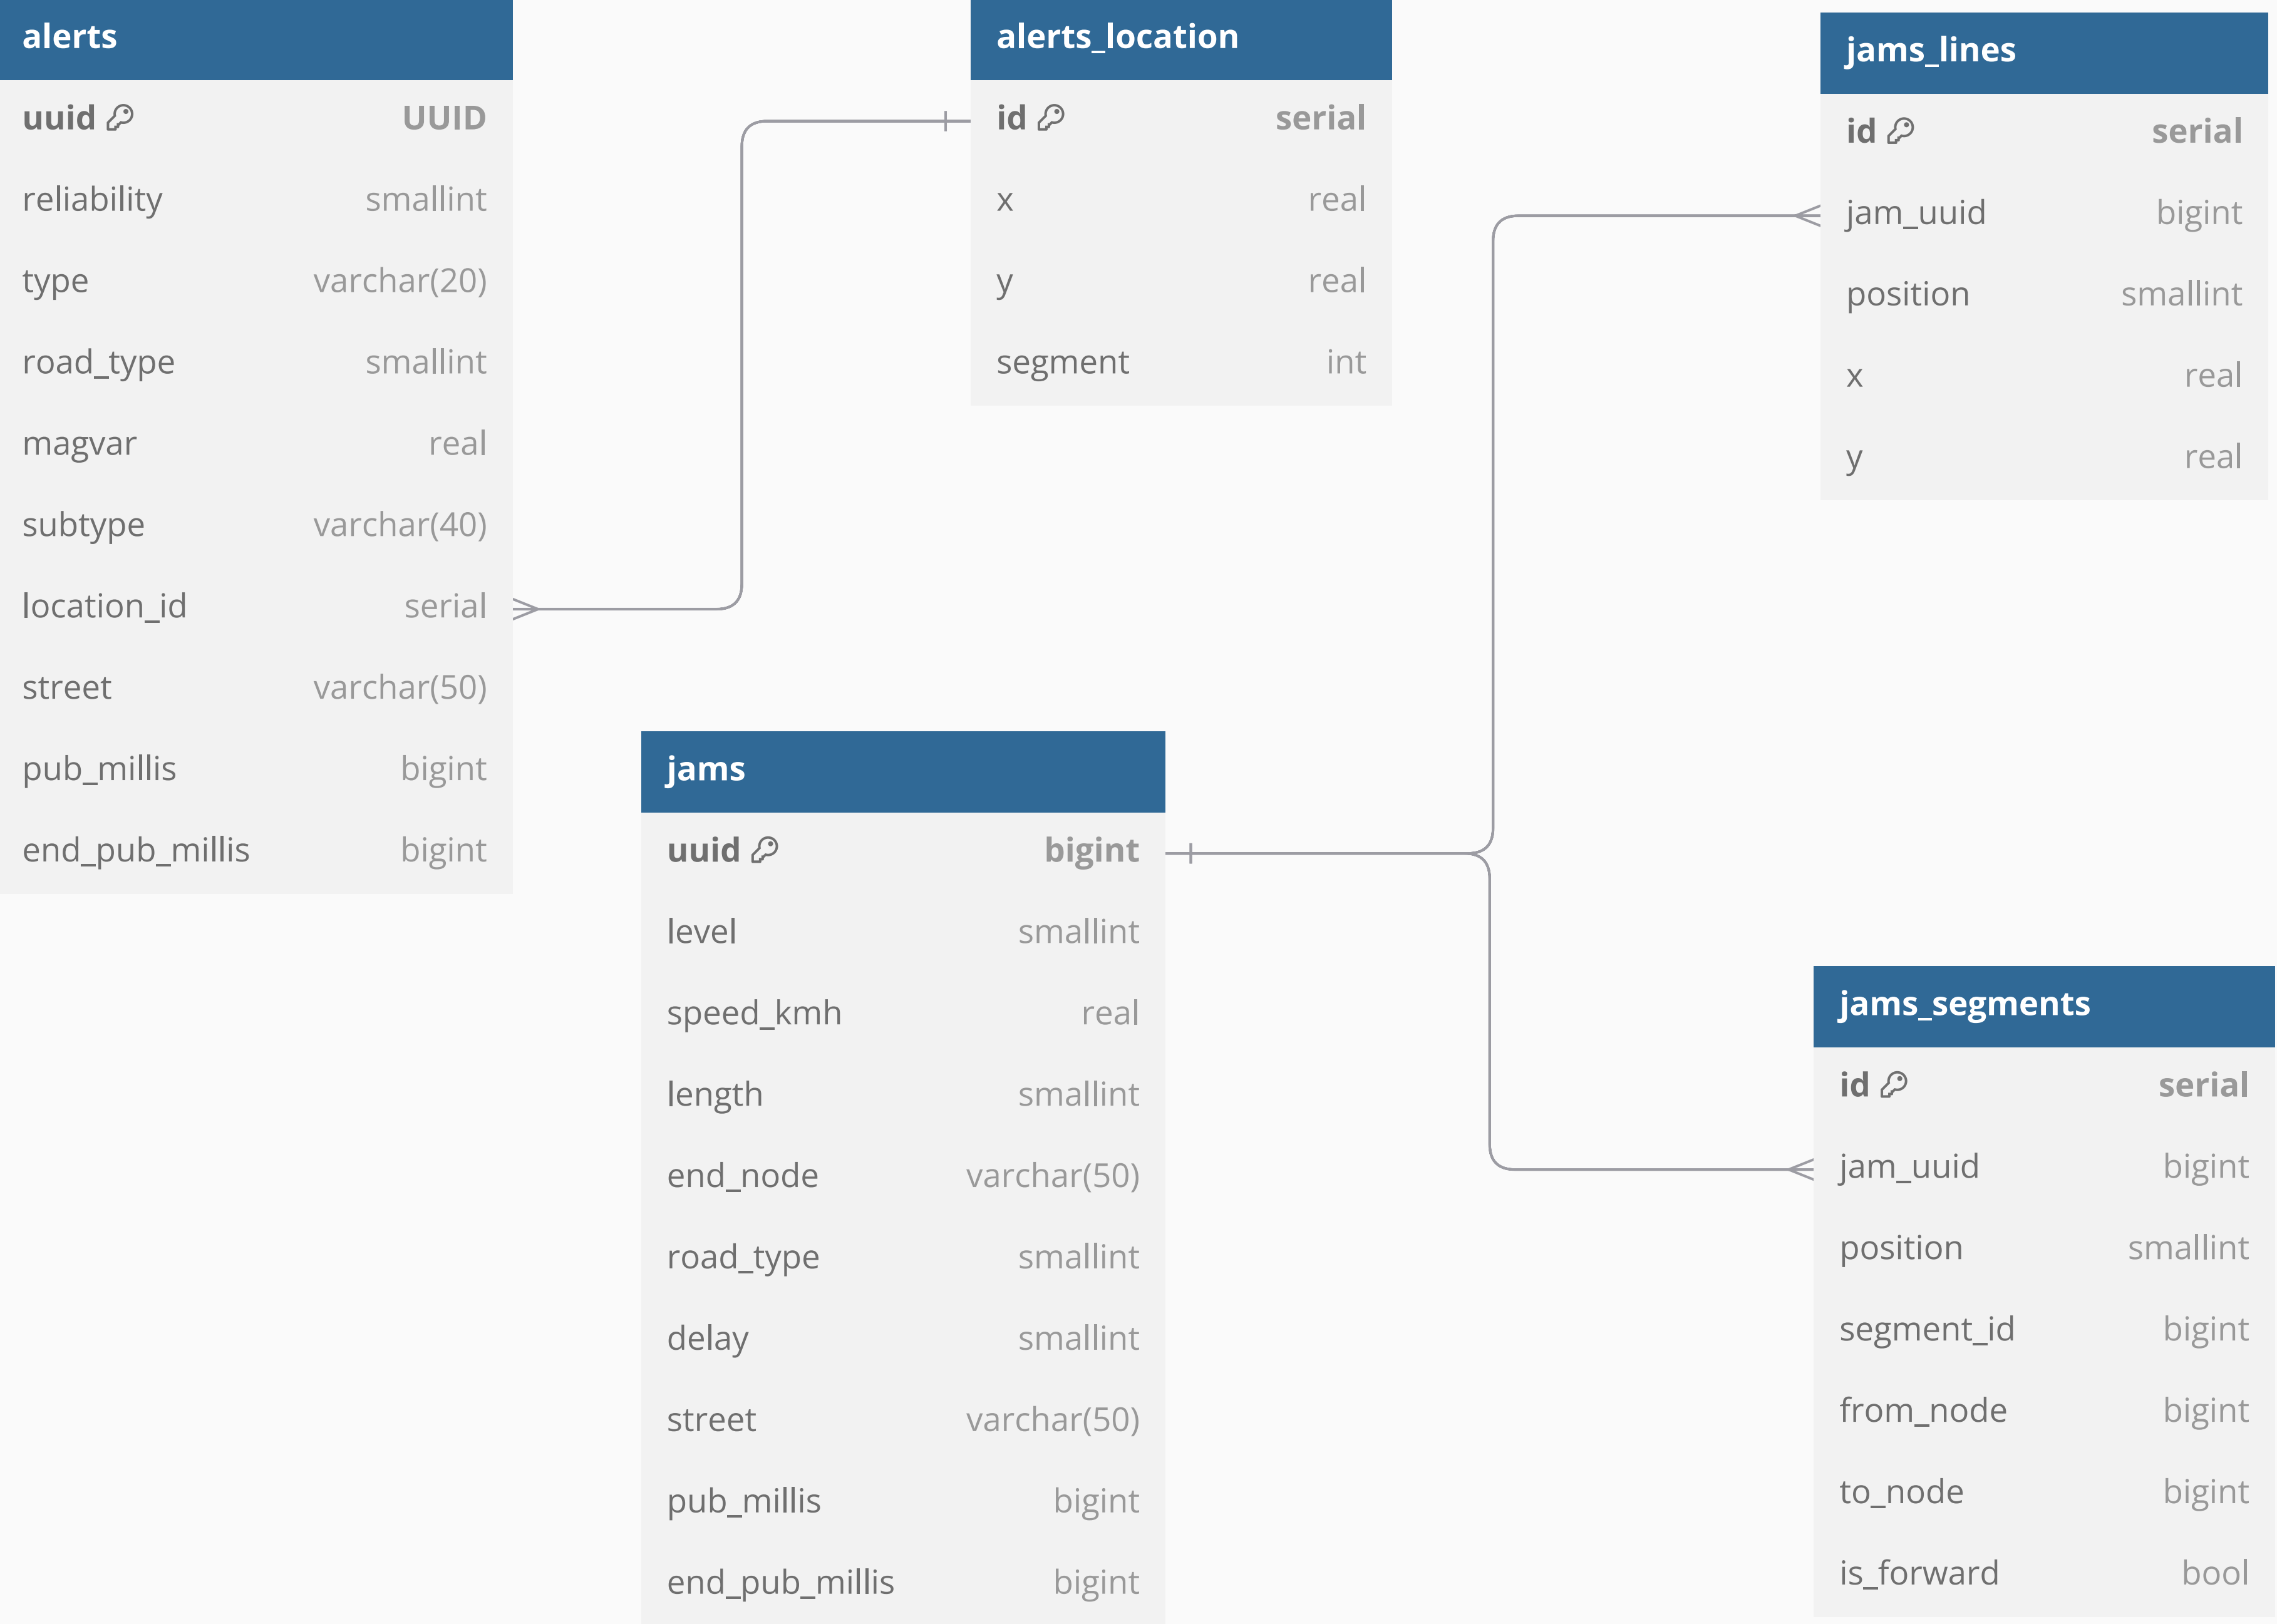 alerts
uuid UUID
reliability smallint
type varchar(20)
road_type smallint
magvar real
subtype varchar(40)
location_id serial
street varchar(50)
pub_millis bigint
end_pub_millis bigint
alerts_location
id serial
x real
y real
segment int
jams_lines
id serial
jam_uuid bigint
position smallint
x real
y real
jams
uuid bigint
level smallint
speed_kmh real
length smallint
end_node varchar(50)
road_type smallint
delay smallint
street varchar(50)
pub_millis bigint
end_pub_millis bigint
jams_segments
id serial
jam_uuid bigint
position smallint
segment_id bigint
from_node bigint
to_node bigint
is_forward bool